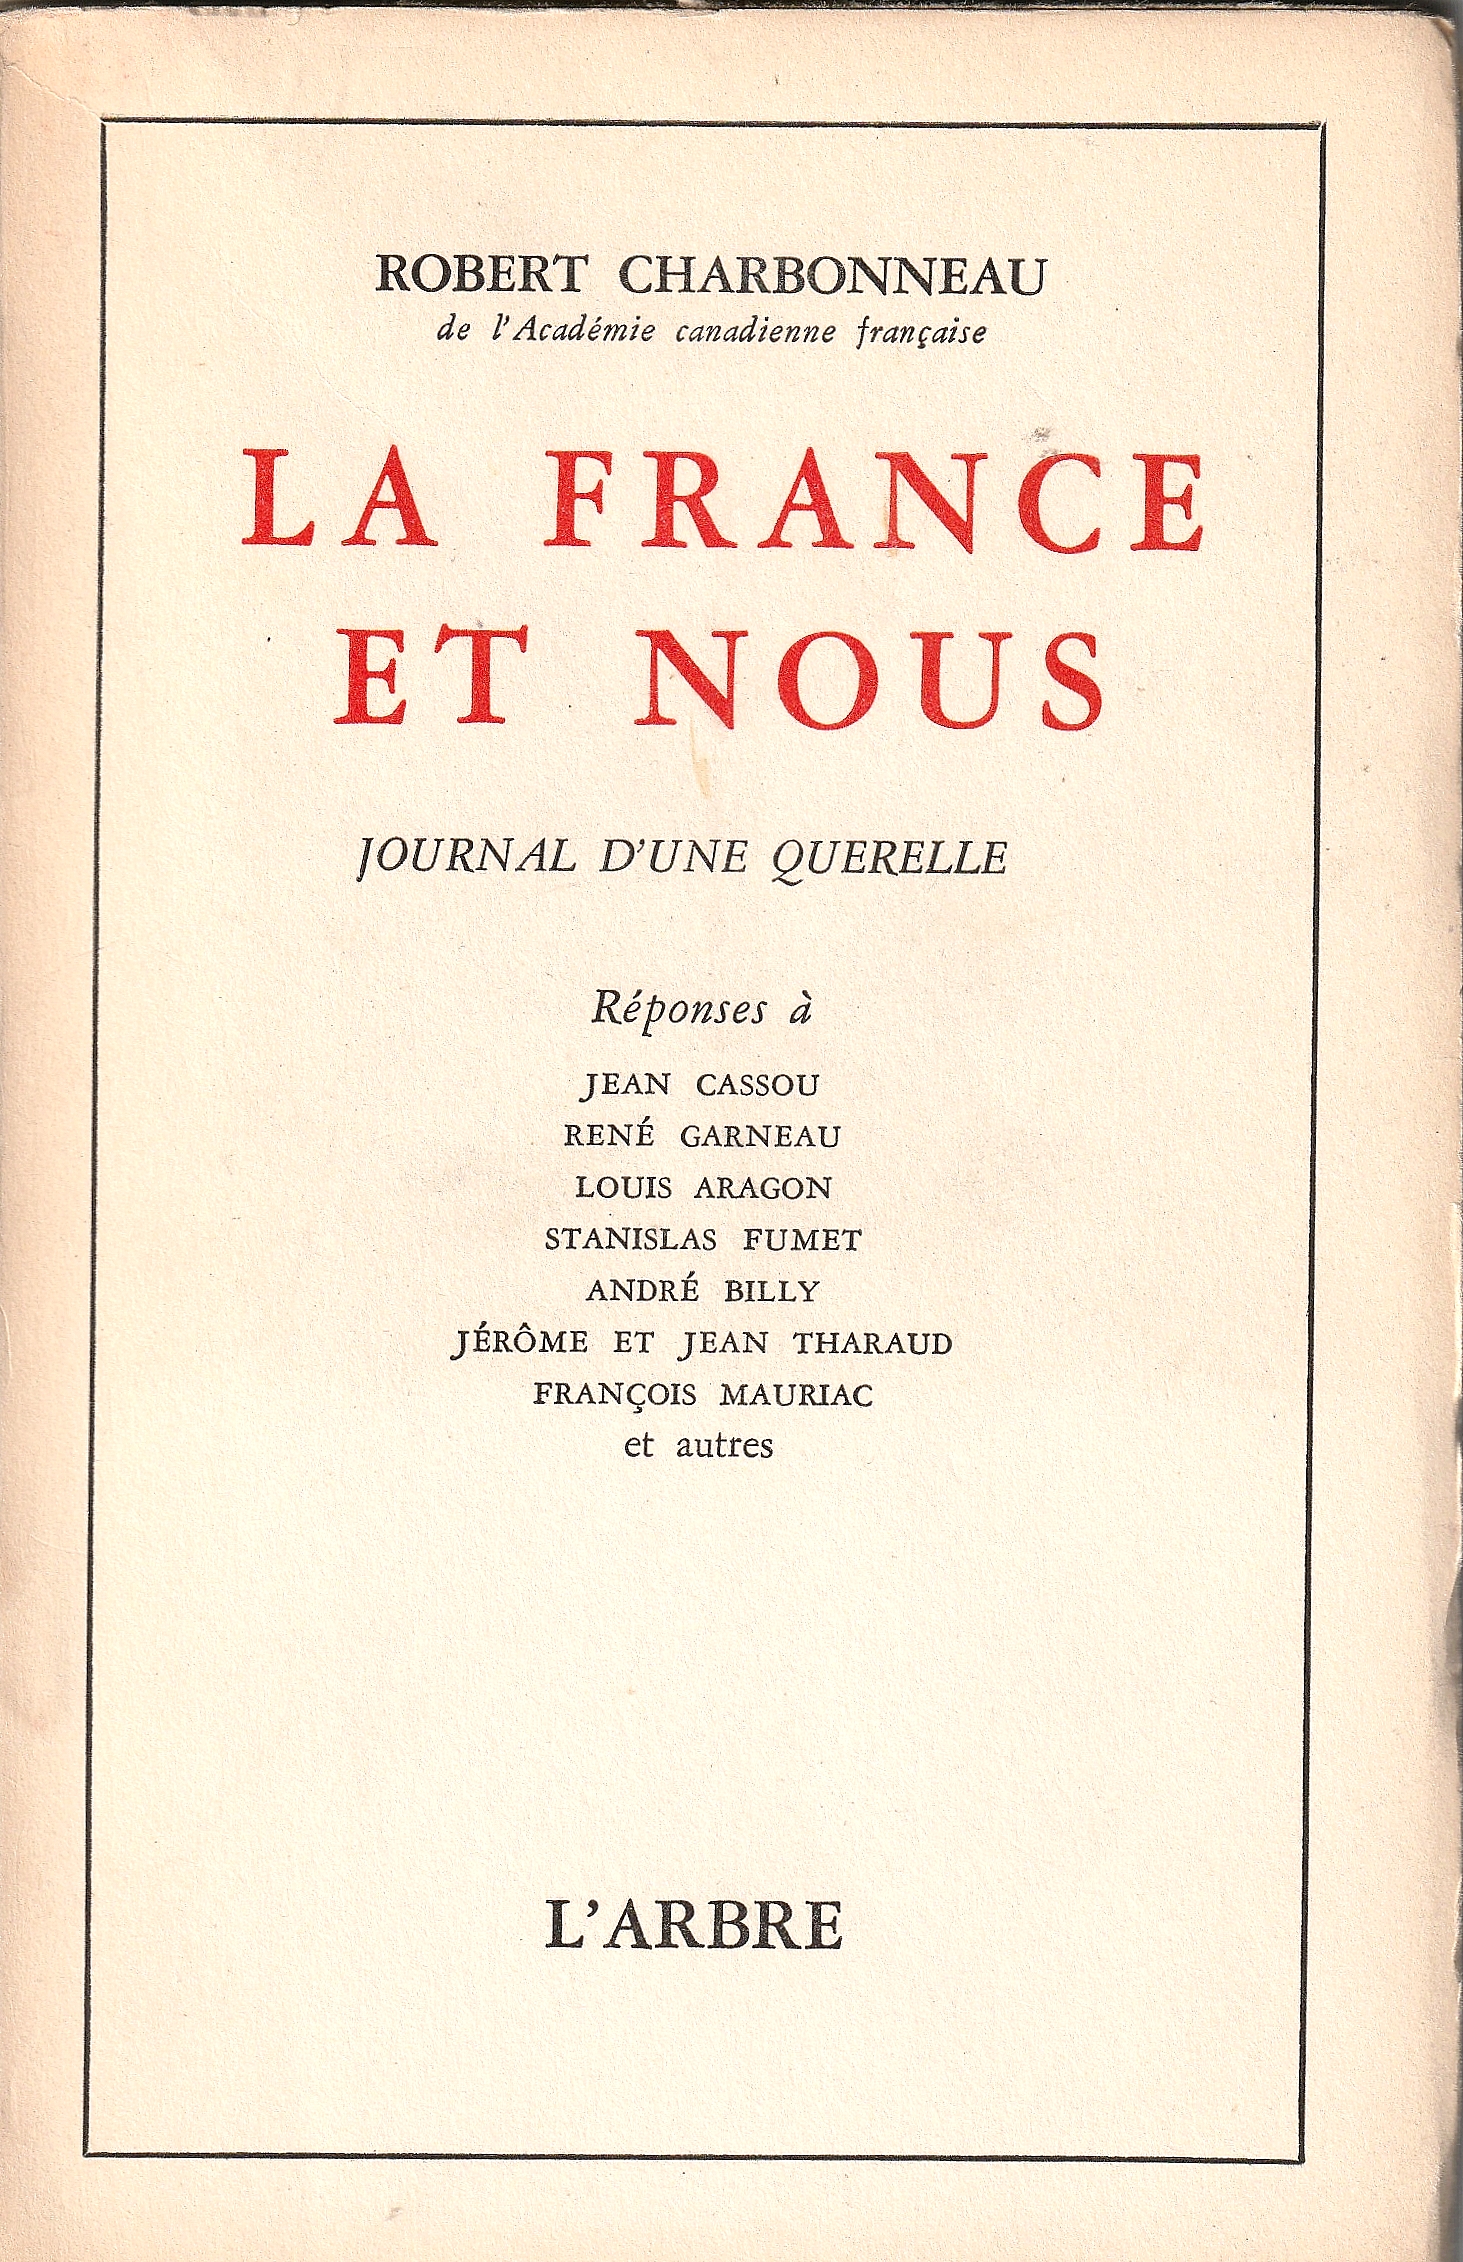 ROBERT CHARBONNEAU
de l'Académie canadienne française
LA FRANCE
ET NOUS
JOURNAL D'UNE QUERELLE
Réponses à
JEAN CASSOU
RENÉ GARNEAU
LOUIS ARAGON
STANISLAS FUMET
ANDRÉ BILLY
JÉRÔME ET JEAN THARAUD
FRANÇOIS MAURIAC
et autres
L'ARBRE